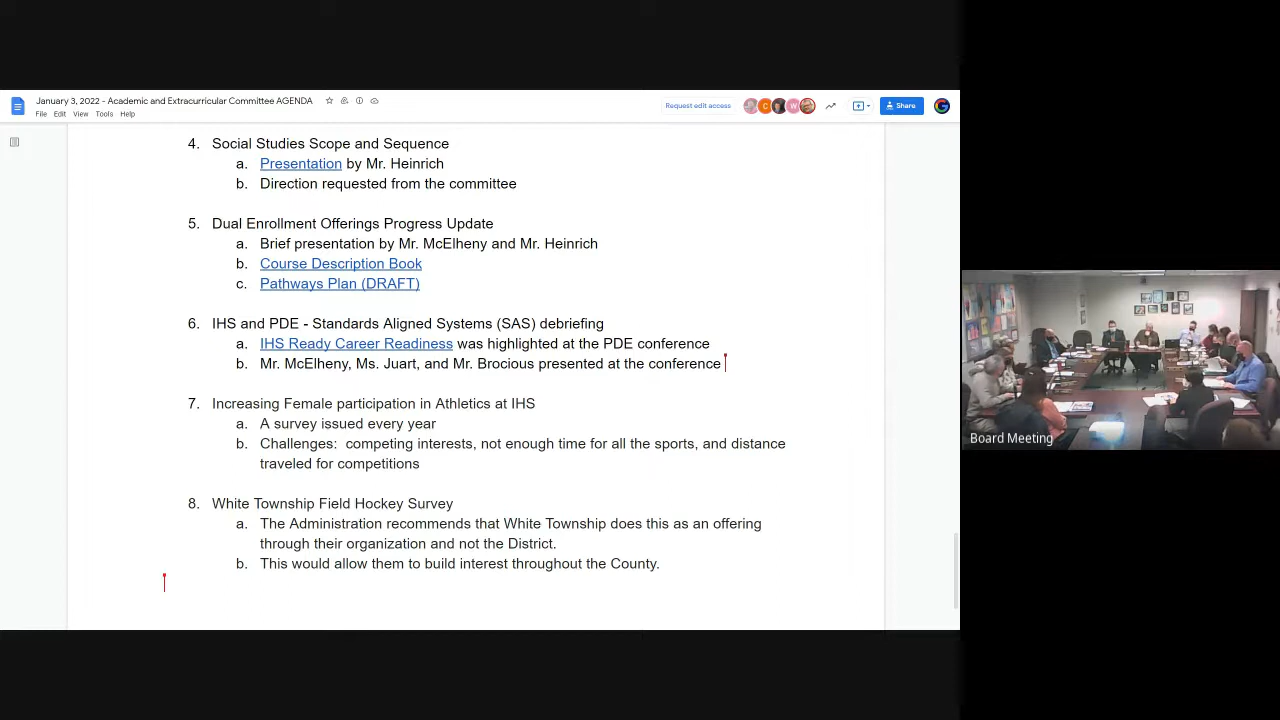 January 3, 2022 - Academic and Extracurricular Committee AGENDA
File Edit View Tools Help
Request edit access
C
W
Share
G
4. Social Studies Scope and Sequence
a. Presentation by Mr. Heinrich
b. Direction requested from the committee
5. Dual Enrollment Offerings Progress Update
a. Brief presentation by Mr. McElheny and Mr. Heinrich
b. Course Description Book
c. Pathways Plan (DRAFT)
6. IHS and PDE - Standards Aligned Systems (SAS) debriefing
a. IHS Ready Career Readiness was highlighted at the PDE conference
b. Mr. McElheny, Ms. Juart, and Mr. Brocious presented at the conference
7. Increasing Female participation in Athletics at IHS
a. A survey issued every year
b. Challenges: competing interests, not enough time for all the sports, and distance
traveled for competitions
8. White Township Field Hockey Survey
a. The Administration recommends that White Township does this as an offering
through their organization and not the District.
b. This would allow them to build interest throughout the County.
Board Meeting